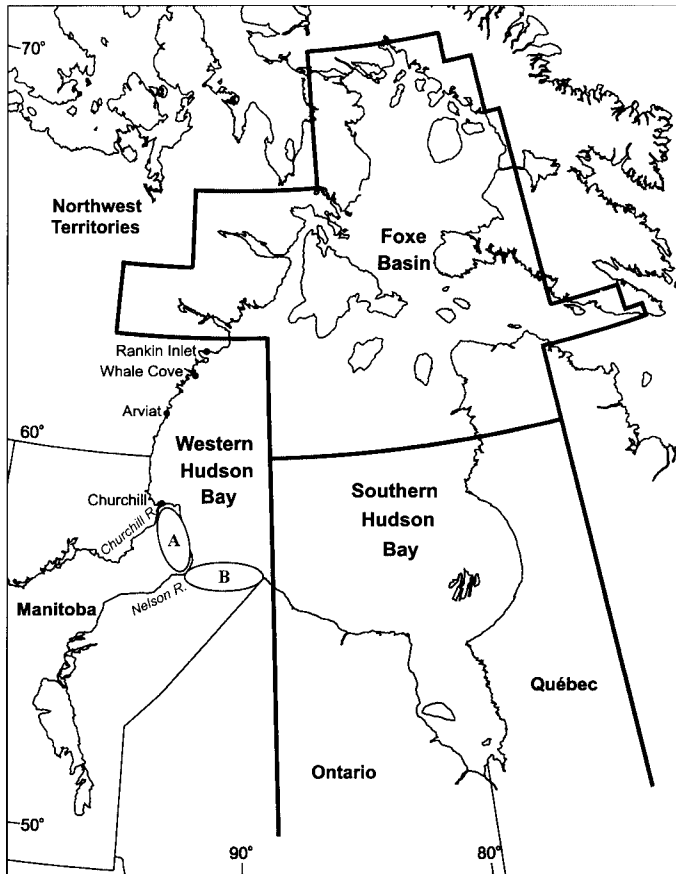 70°
Northwest
Territories
Foxe
Basin
Rankin Inlet
Whale Cove
Arviat
60°
Western
Hudson
Bay
Southern
Hudson
Bay
Churchill
Churchill R.
A
B
Manitoba
Nelson R.
Québec
Ontario
50°
90°
80°